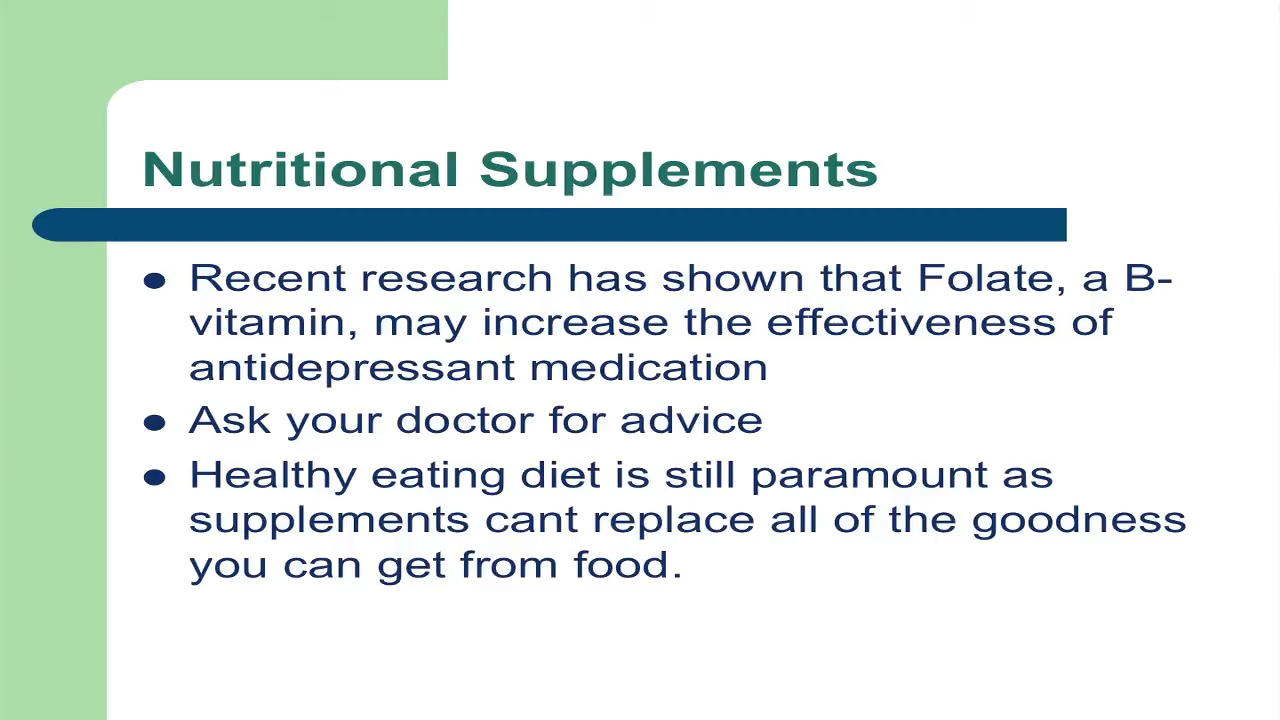 Nutritional Supplements
● Recent research has shown that Folate, a B-
vitamin, may increase the effectiveness of
antidepressant medication
● Ask your doctor for advice
● Healthy eating diet is still paramount as
supplements cant replace all of the goodness
you can get from food.